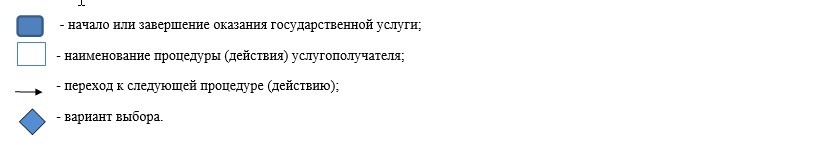 - начало или завершение оказания государственной услуги;
- наименование процедуры (действия) услугополучателя;
- переход к следующей процедуре (действию);
- вариант выбора.